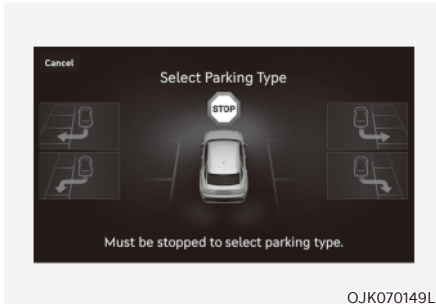 Cancel
Select Parking Type
STOP
Must be stopped to select parking type.
OJK070149L